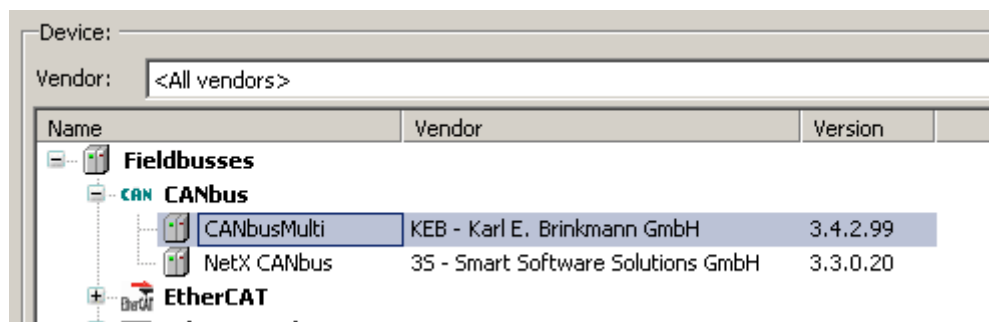 Device:
Vendor: <All vendors>
Name Vendor Version
Fieldbusses
CAN CANbus
CANbusMulti KEB - Karl E. Brinkmann GmbH 3.4.2.99
NetX CANbus 3S - Smart Software Solutions GmbH 3.3.0.20
EtherCAT EtherCAT